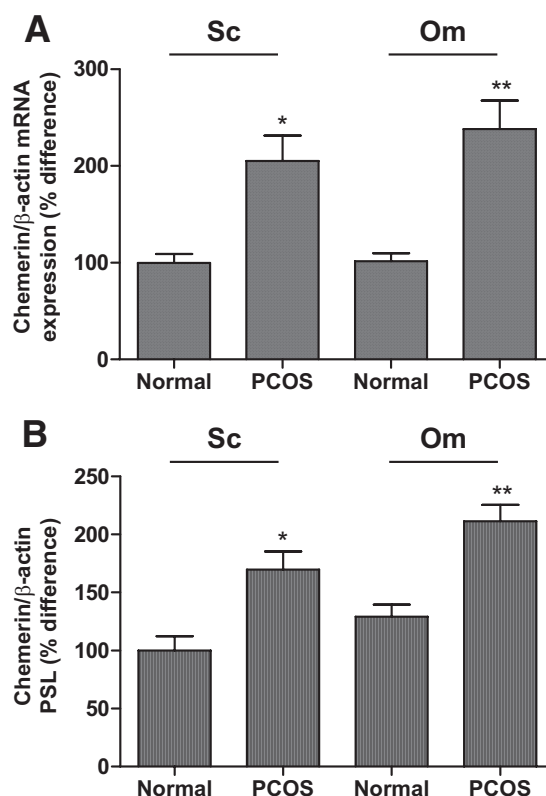 A
Sc Om
Chemerin/β-actin mRNA
expression (% difference)
300
200
100
0
* **
Normal PCOS Normal PCOS
B
Sc Om
Chemerin/β-actin
PSL (% difference)
250
200
150
100
50
0
* **
Normal PCOS Normal PCOS